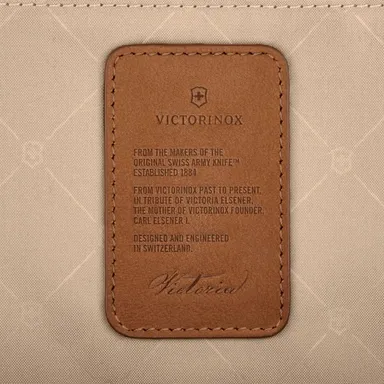 VICTORINOX
FROM THE MAKERS OF THE
ORIGINAL SWISS ARMY KNIFE™
ESTABLISHED 1884
FROM VICTORINOX PAST TO PRESENT,
IN TRIBUTE OF VICTORIA ELSENER,
THE MOTHER OF VICTORINOX FOUNDER,
CARL ELSENER I.
DESIGNED AND ENGINEERED
IN SWITZERLAND.
Victoria